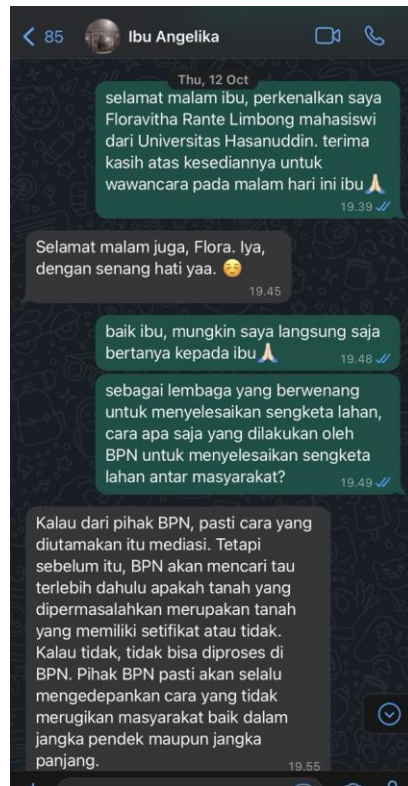 85
Ibu Angelika
Thu, 12 Oct
selamat malam ibu, perkenalkan saya
Floravitha Rante Limbong mahasiswi
dari Universitas Hasanuddin. terima
kasih atas kesediannya untuk
wawancara pada malam hari ini ibu🙏🏻
19.39
Selamat malam juga, Flora. Iya,
dengan senang hati yaa. ☺️
19.45
baik ibu, mungkin saya langsung saja
bertanya kepada ibu🙏🏻
19.48
sebagai lembaga yang berwenang
untuk menyelesaikan sengketa lahan,
cara apa saja yang dilakukan oleh
BPN untuk menyelesaikan sengketa
lahan antar masyarakat?
19.49
Kalau dari pihak BPN, pasti cara yang
diutamakan itu mediasi. Tetapi
sebelum itu, BPN akan mencari tau
terlebih dahulu apakah tanah yang
dipermasalahkan merupakan tanah
yang memiliki setifikat atau tidak.
Kalau tidak, tidak bisa diproses di
BPN. Pihak BPN pasti akan selalu
mengedepankan cara yang tidak
merugikan masyarakat baik dalam
jangka pendek maupun jangka
panjang.
19.55